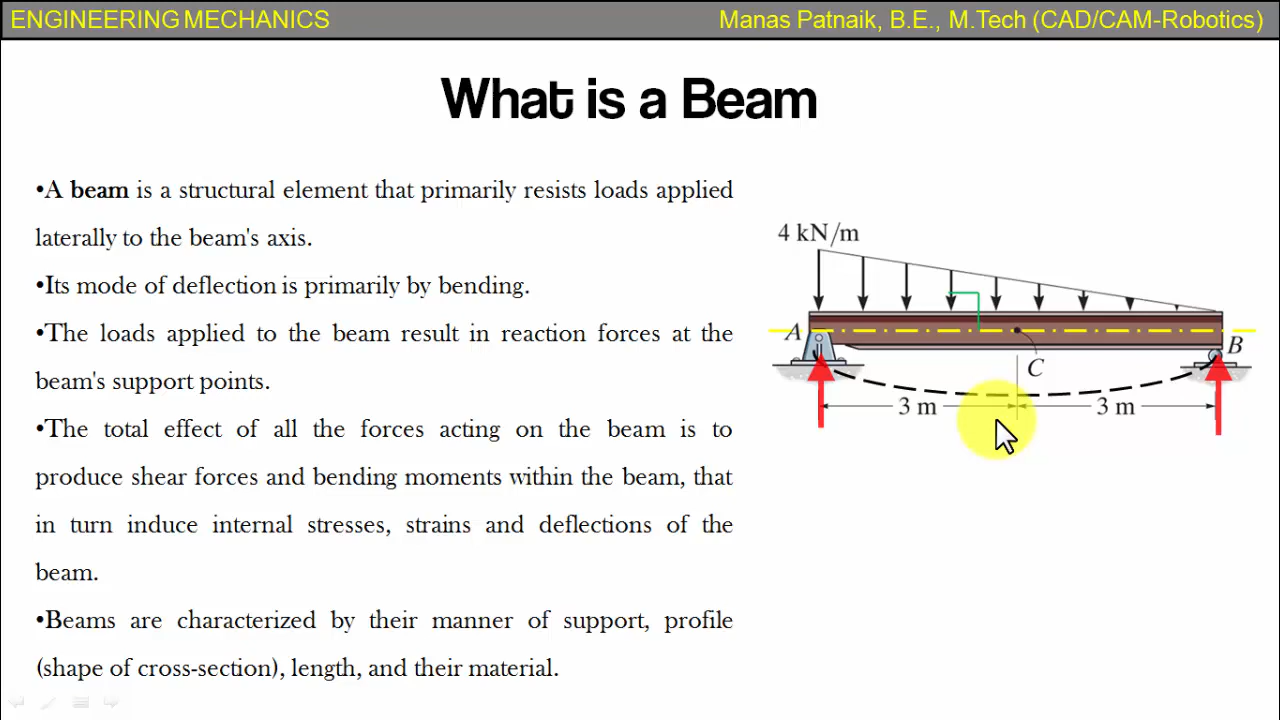 ENGINEERING MECHANICS
Manas Patnaik, B.E., M.Tech (CAD/CAM-Robotics)
What is a Beam
•A beam is a structural element that primarily resists loads applied
laterally to the beam's axis.
•Its mode of deflection is primarily by bending.
•The loads applied to the beam result in reaction forces at the
beam's support points.
•The total effect of all the forces acting on the beam is to
produce shear forces and bending moments within the beam, that
in turn induce internal stresses, strains and deflections of the
beam.
•Beams are characterized by their manner of support, profile
(shape of cross-section), length, and their material.
4 kN/m
A
B
C
3 m
3 m